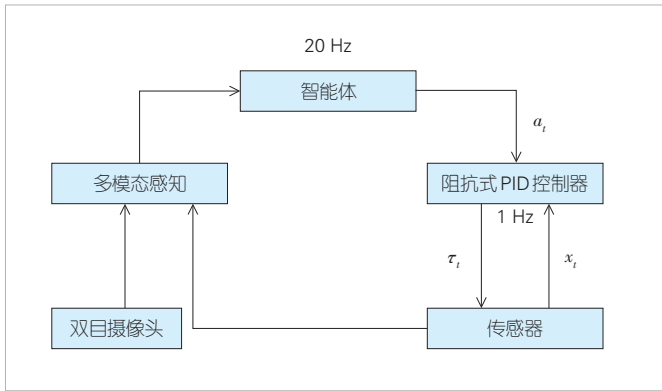 20 Hz
智能体
a_t
多模态感知
阻抗式PID控制器
1 Hz
τ_t
x_t
双目摄像头
传感器